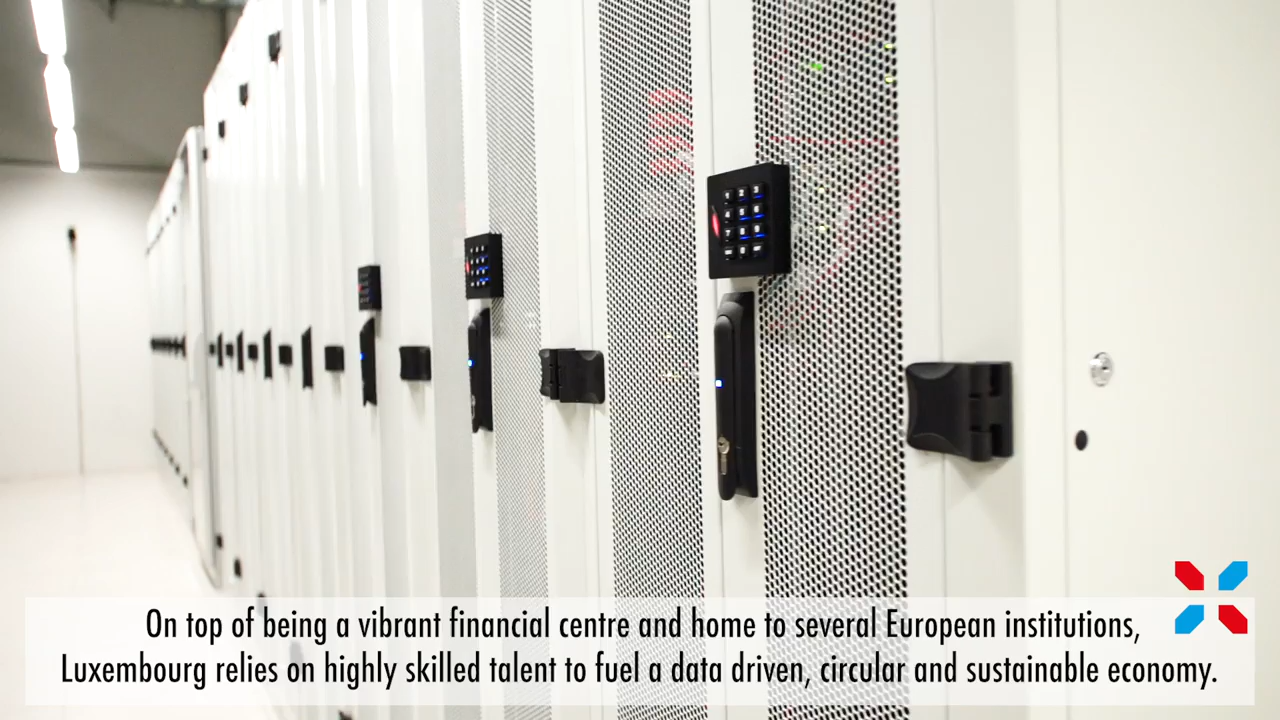 On top of being a vibrant financial centre and home to several European institutions,
Luxembourg relies on highly skilled talent to fuel a data driven, circular and sustainable economy.